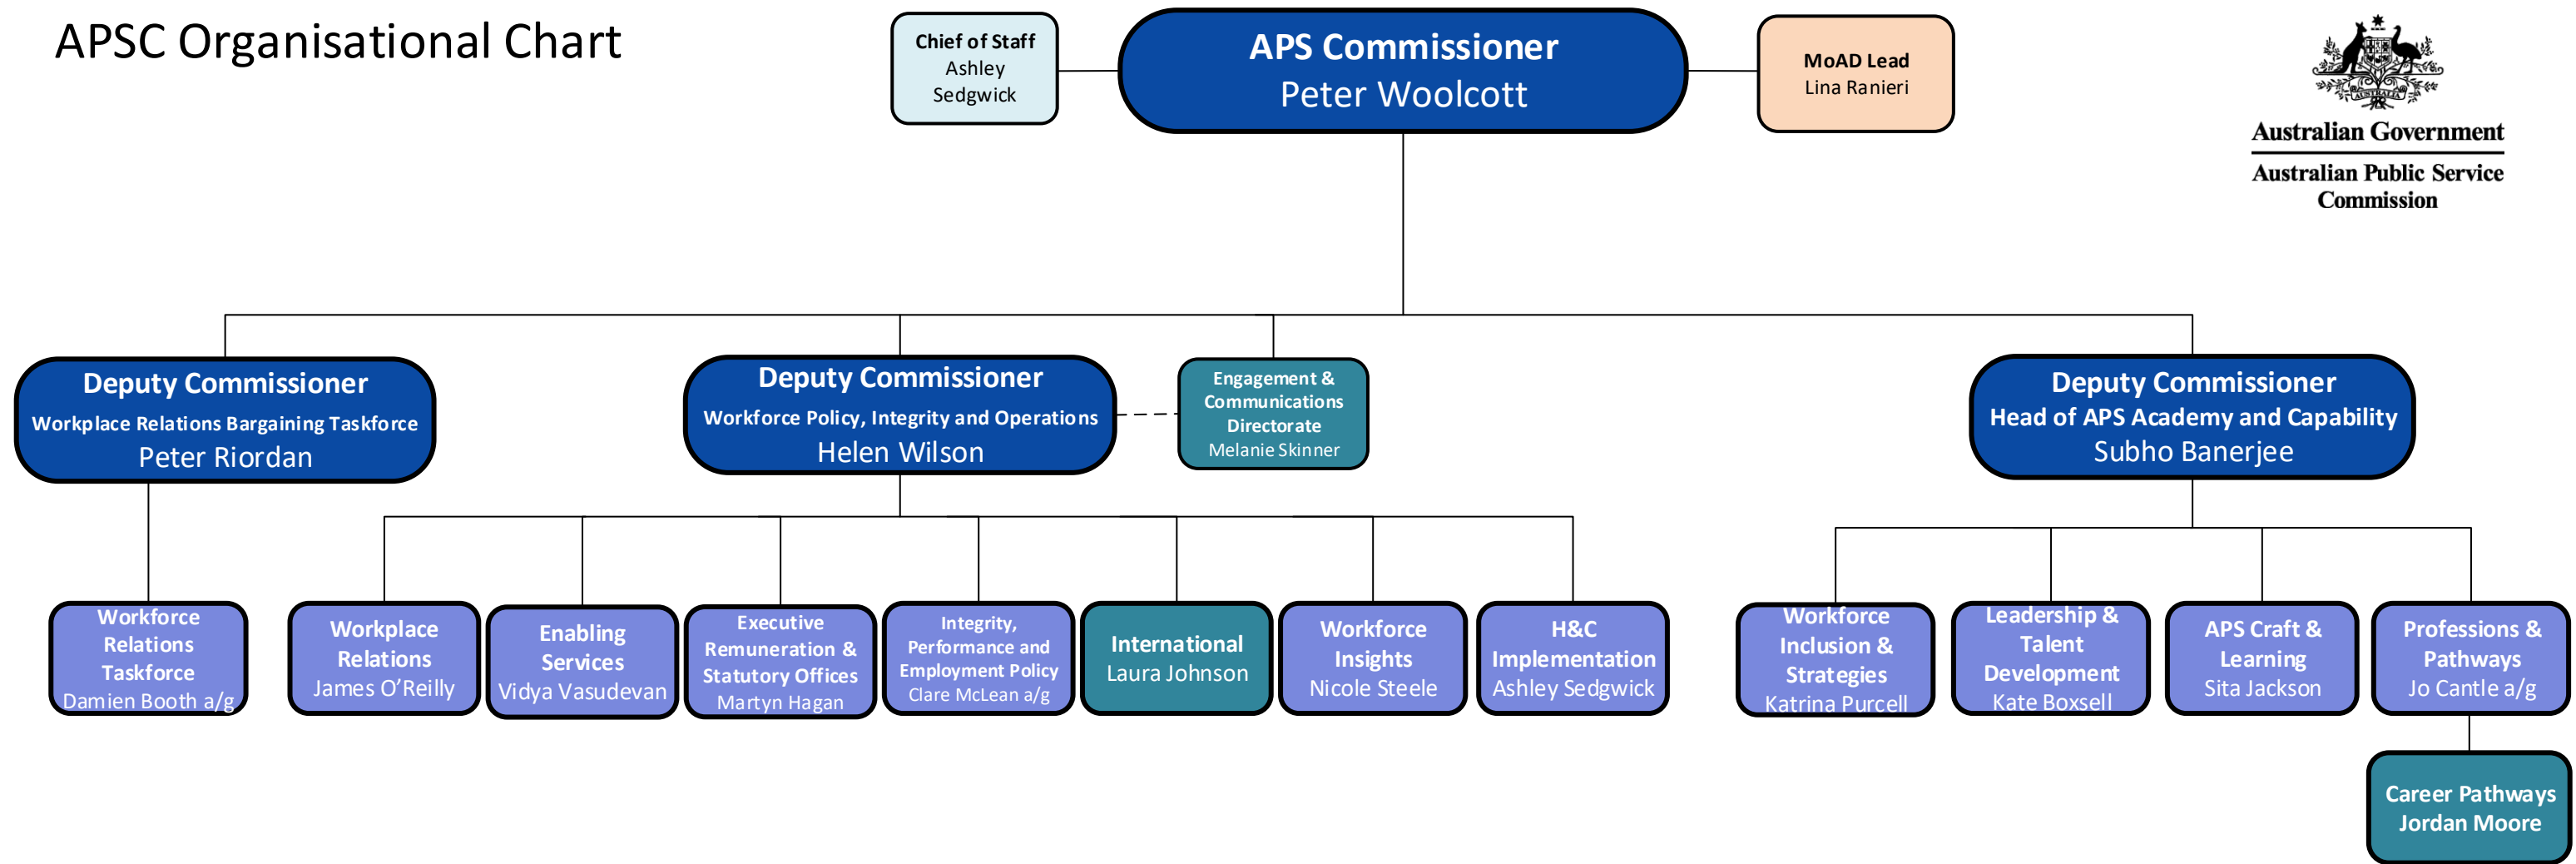 APSC Organisational Chart
Chief of Staff
Ashley
Sedgwick
APS Commissioner
Peter Woolcott
MoAD Lead
Lina Ranieri
AUSTRALIA
Australian Government
Australian Public Service
Commission
Deputy Commissioner
Workplace Relations Bargaining Taskforce
Peter Riordan
Deputy Commissioner
Workforce Policy, Integrity and Operations
Helen Wilson
Engagement &
Communications
Directorate
Melanie Skinner
Deputy Commissioner
Head of APS Academy and Capability
Subho Banerjee
Workforce
Relations
Taskforce
Damien Booth a/g
Workplace
Relations
James O’Reilly
Enabling
Services
Vidya Vasudevan
Executive
Remuneration &
Statutory Offices
Martyn Hagan
Integrity,
Performance and
Employment Policy
Clare McLean a/g
International
Laura Johnson
Workforce
Insights
Nicole Steele
H&C
Implementation
Ashley Sedgwick
Workforce
Inclusion &
Strategies
Katrina Purcell
Leadership &
Talent
Development
Kate Boxsell
APS Craft &
Learning
Sita Jackson
Professions &
Pathways
Jo Cantle a/g
Career Pathways
Jordan Moore